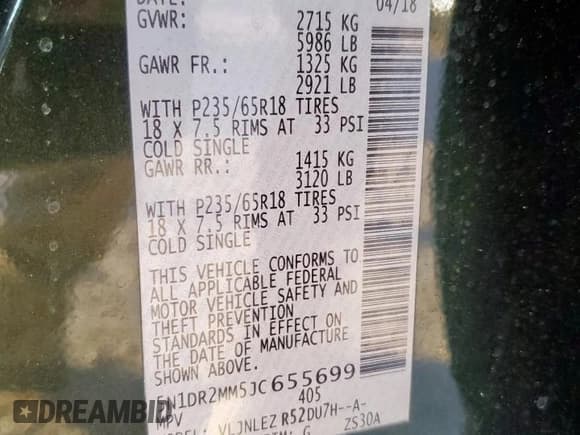 DATE: 04/18
GVWR: 2715 KG
5986 LB
GAWR FR.: 1325 KG
2921 LB
WITH P235/65R18 TIRES
18 X 7.5 RIMS AT 33 PSI
COLD SINGLE
GAWR RR.: 1415 KG
3120 LB
WITH P235/65R18 TIRES
18 X 7.5 RIMS AT 33 PSI
COLD SINGLE
THIS VEHICLE CONFORMS TO
ALL APPLICABLE FEDERAL
MOTOR VEHICLE SAFETY AND
THEFT PREVENTION
STANDARDS IN EFFECT ON
THE DATE OF MANUFACTURE
SHOWN ABOVE.
5N1DR2MM5JC655699
MPV 405
VLJNLEZ R52DU7H--A-
G ZS30A
DREAMBID